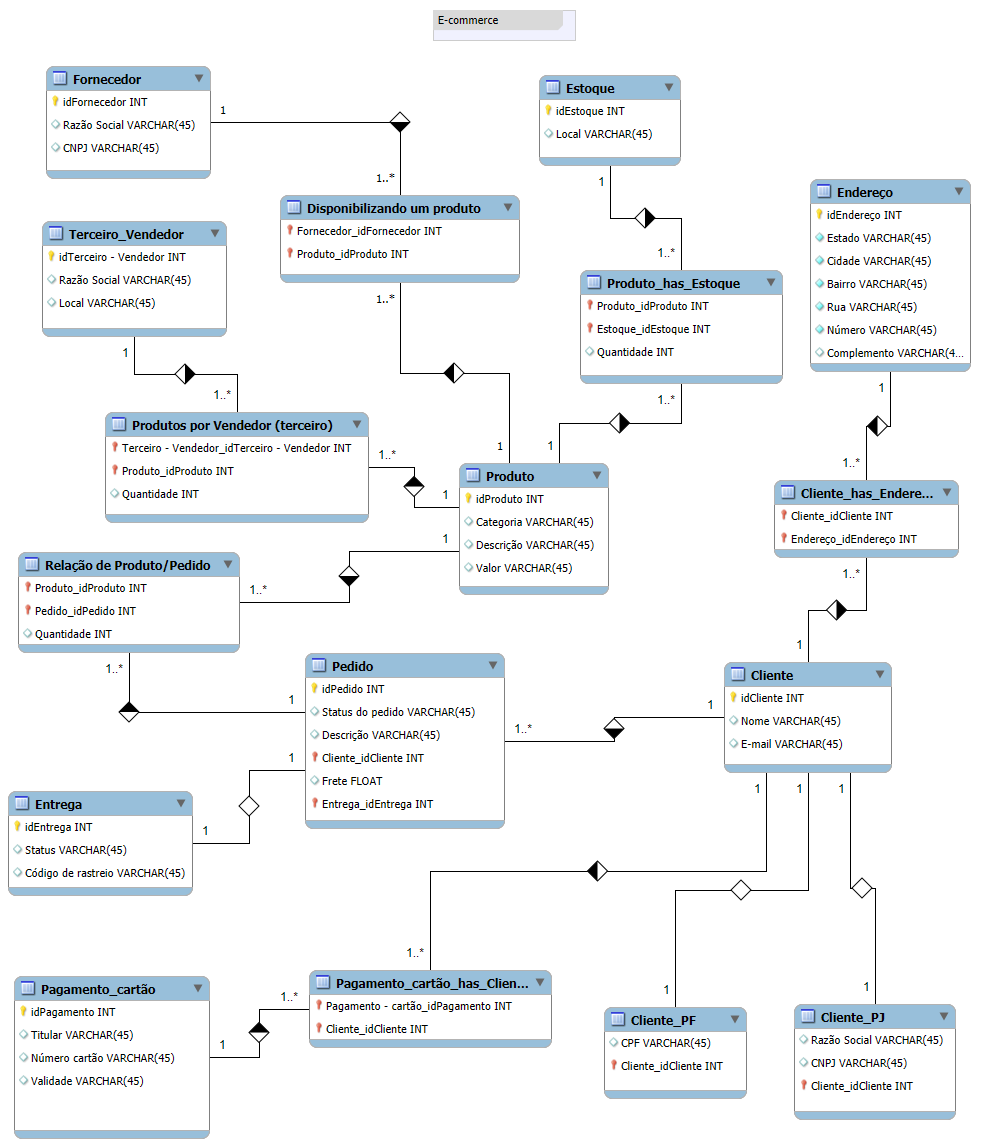 E-commerce
Fornecedor
idFornecedor INT
Razão Social VARCHAR(45)
CNPJ VARCHAR(45)
1
1..*
Estoque
idEstoque INT
Local VARCHAR(45)
1
1..*
Endereço
idEndereço INT
Estado VARCHAR(45)
Cidade VARCHAR(45)
Bairro VARCHAR(45)
Rua VARCHAR(45)
Número VARCHAR(45)
Complemento VARCHAR(4...
1
1..*
Disponibilizando um produto
Fornecedor_idFornecedor INT
Produto_idProduto INT
1..*
1
Terceiro_Vendedor
idTerceiro - Vendedor INT
Razão Social VARCHAR(45)
Local VARCHAR(45)
1
1..*
Produto_has_Estoque
Produto_idProduto INT
Estoque_idEstoque INT
Quantidade INT
1..*
1
Produtos por Vendedor (terceiro)
Terceiro - Vendedor_idTerceiro - Vendedor INT
Produto_idProduto INT
Quantidade INT
1..*
1
Produto
idProduto INT
Categoria VARCHAR(45)
Descrição VARCHAR(45)
Valor VARCHAR(45)
1
1..*
Cliente_has_Endere...
Cliente_idCliente INT
Endereço_idEndereço INT
1..*
1
Relação de Produto/Pedido
Produto_idProduto INT
Pedido_idPedido INT
Quantidade INT
1..*
1
Pedido
idPedido INT
Status do pedido VARCHAR(45)
Descrição VARCHAR(45)
Cliente_idCliente INT
Frete FLOAT
Entrega_idEntrega INT
1..*
1
Cliente
idCliente INT
Nome VARCHAR(45)
E-mail VARCHAR(45)
1
1
1
1
1
Entrega
idEntrega INT
Status VARCHAR(45)
Código de rastreio VARCHAR(45)
1..*
1
1
Pagamento_cartão
idPagamento INT
Titular VARCHAR(45)
Número cartão VARCHAR(45)
Validade VARCHAR(45)
1
1..*
Pagamento_cartão_has_Clien...
Pagamento - cartão_idPagamento INT
Cliente_idCliente INT
Cliente_PF
CPF VARCHAR(45)
Cliente_idCliente INT
Cliente_PJ
Razão Social VARCHAR(45)
CNPJ VARCHAR(45)
Cliente_idCliente INT